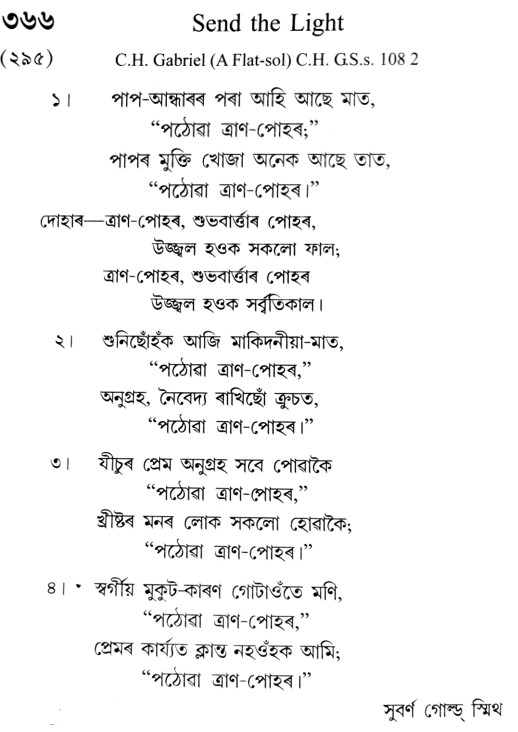 ৩৬৬ Send the Light
(২৯৫) C.H. Gabriel (A Flat-sol) C.H. G.S.s. 108 2
১। পাপ-আন্ধাৰৰ পৰা আহি আছে মাত,
“পঠোৱা ত্ৰাণ-পোহৰ;”
পাপৰ মুক্তি খোজা অনেক আছে তাত,
“পঠোৱা ত্ৰাণ-পোহৰ।”
দোহাৰ—ত্ৰাণ-পোহৰ, শুভবাৰ্ত্তাৰ পোহৰ,
উজ্জ্বল হওক সকলো ফাল;
ত্ৰাণ-পোহৰ, শুভবাৰ্ত্তাৰ পোহৰ
উজ্জ্বল হওক সৰ্ব্বতিকাল।
২। শুনিছোঁহঁক আজি মাকিদনীয়া-মাত,
“পঠোৱা ত্ৰাণ-পোহৰ,”
অনুগ্ৰহ, নৈবেদ্য ৰাখিছোঁ ক্ৰুচত,
“পঠোৱা ত্ৰাণ-পোহৰ।”
৩। যীচুৰ প্ৰেম অনুগ্ৰহ সবে পোৱাকৈ
“পঠোৱা ত্ৰাণ-পোহৰ,”
খ্ৰীষ্টৰ মনৰ লোক সকলো হোৱাকৈ;
“পঠোৱা ত্ৰাণ-পোহৰ।”
৪। স্বৰ্গীয় মুকুট-কাৰণ গোটাওঁতে মণি,
“পঠোৱা ত্ৰাণ-পোহৰ,”
প্ৰেমৰ কাৰ্য্যত ক্লান্ত নহওঁহক আমি;
“পঠোৱা ত্ৰাণ-পোহৰ।”
সুবৰ্ণ গোল্ড্ স্মিথ